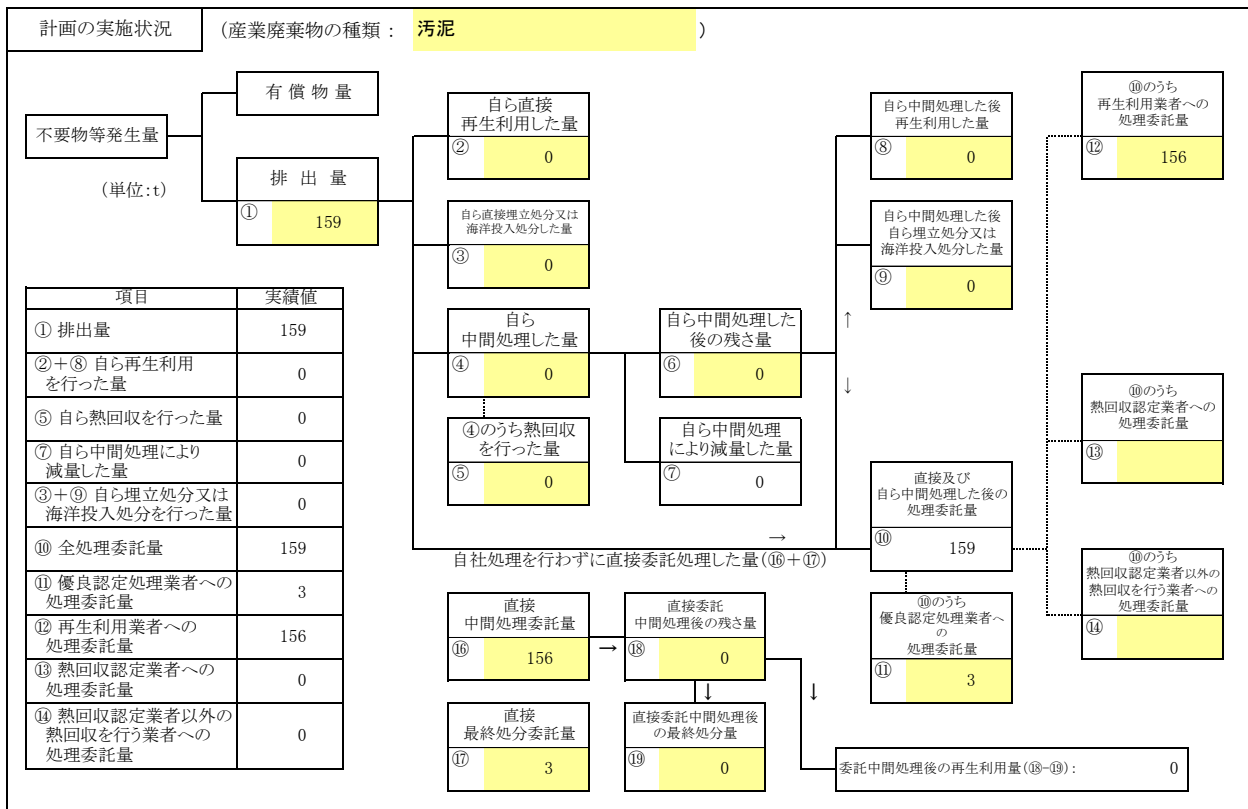 計画の実施状況
(産業廃棄物の種類： 汚泥 )
不要物等発生量
(単位:t)
有償物量
排出量
① 159
自ら直接
再生利用した量
② 0
自ら直接埋立処分又は
海洋投入処分した量
③ 0
自ら
中間処理した量
④ 0
④のうち熱回収
を行った量
⑤ 0
自ら中間処理した
後の残さ量
⑥ 0
自ら中間処理
により減量した量
⑦ 0
自ら中間処理した後
再生利用した量
⑧ 0
自ら中間処理した後
自ら埋立処分又は
海洋投入処分した量
⑨ 0
↑
↓
直接及び
自ら中間処理した後の
処理委託量
⑩ 159
⑩のうち
優良認定処理業者へ
の
処理委託量
⑪ 3
⑩のうち
再生利用業者への
処理委託量
⑫ 156
⑩のうち
熱回収認定業者への
処理委託量
⑬
⑩のうち
熱回収認定業者以外の
熱回収を行う業者への
処理委託量
⑭
→
自社処理を行わずに直接委託処理した量(⑯+⑰)
直接
中間処理委託量
⑯ 156
→
直接委託
中間処理後の残さ量
⑱ 0
↓
↓
直接
最終処分委託量
⑰ 3
直接委託中間処理後
の最終処分量
⑲ 0
委託中間処理後の再生利用量(⑱-⑲)： 0
項目 実績値
① 排出量 159
②+⑧ 自ら再生利用
を行った量 0
⑤ 自ら熱回収を行った量 0
⑦ 自ら中間処理により
減量した量 0
③+⑨ 自ら埋立処分又は
海洋投入処分を行った量 0
⑩ 全処理委託量 159
⑪ 優良認定処理業者への
処理委託量 3
⑫ 再生利用業者への
処理委託量 156
⑬ 熱回収認定業者への
処理委託量 0
⑭ 熱回収認定業者以外の
熱回収を行う業者への
処理委託量 0